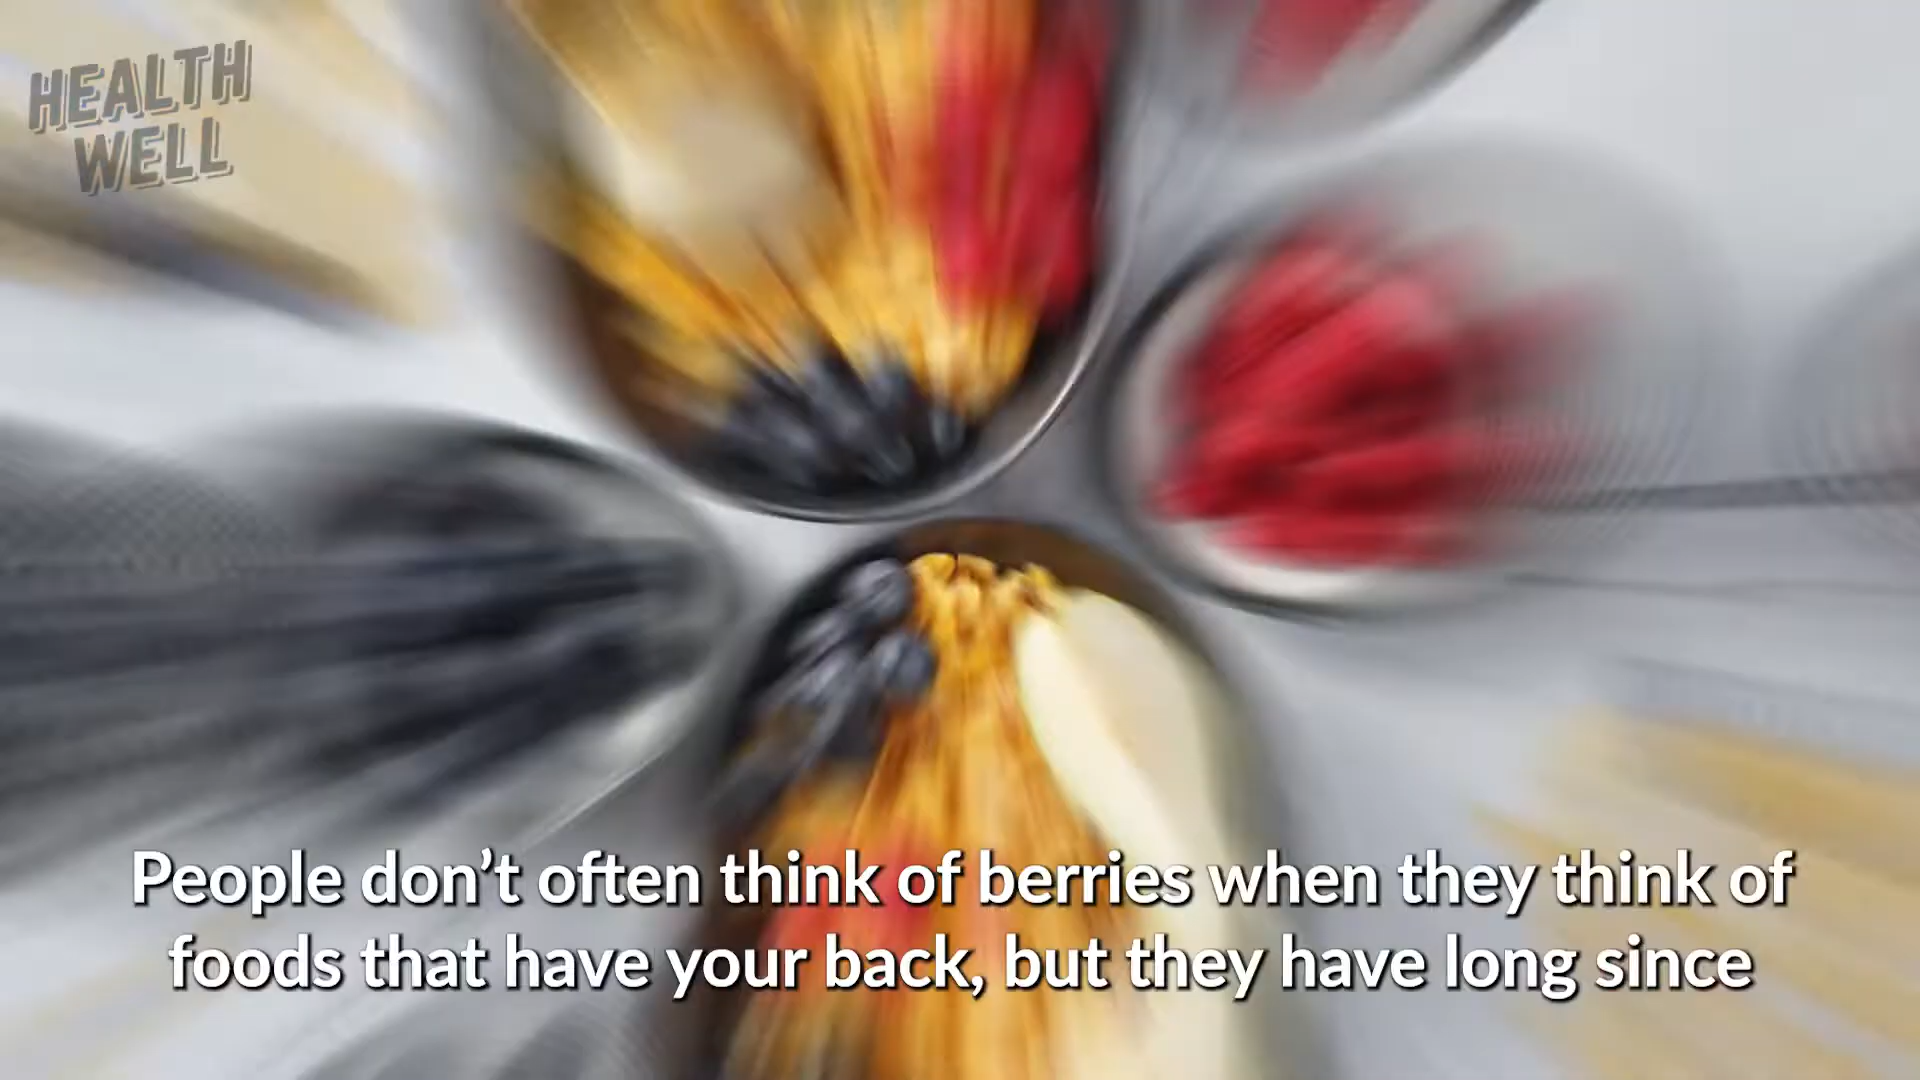 HEALTH
WELL
People don’t often think of berries when they think of
foods that have your back, but they have long since